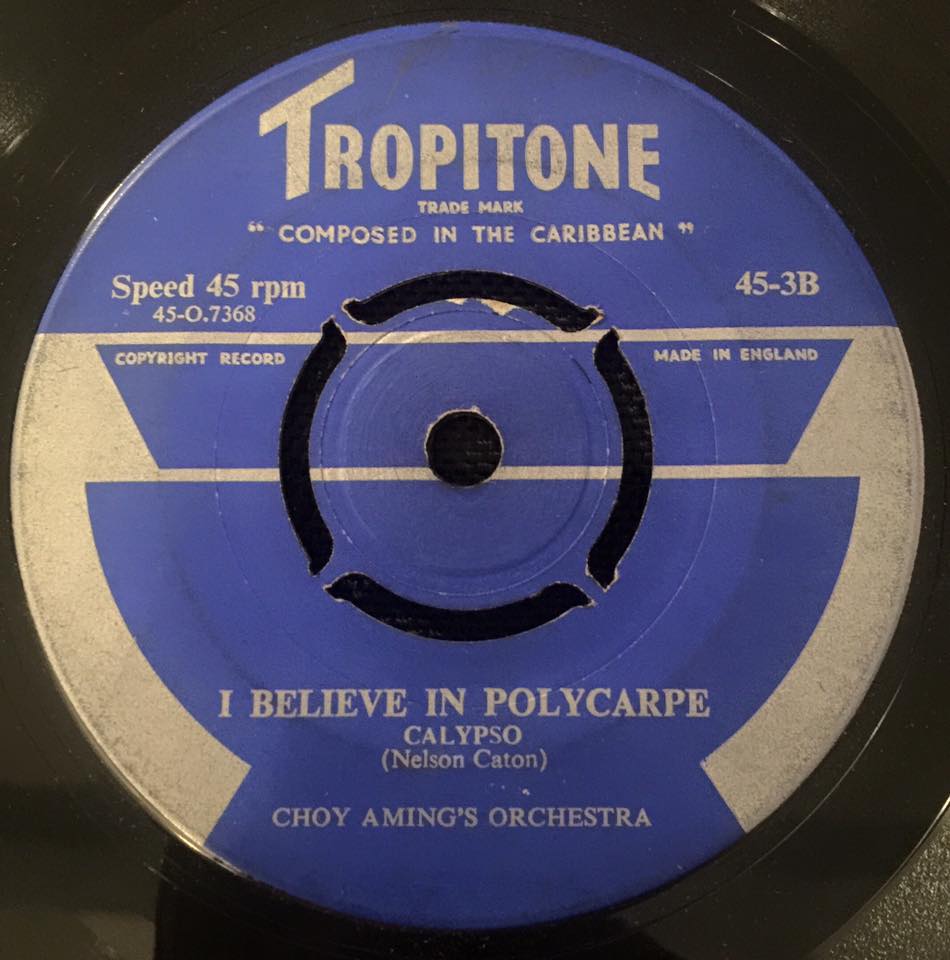 TROPITONE
TRADE MARK
“ COMPOSED IN THE CARIBBEAN ”
Speed 45 rpm
45-O.7368
45-3B
COPYRIGHT RECORD
MADE IN ENGLAND
I BELIEVE IN POLYCARPE
CALYPSO
(Nelson Caton)
CHOY AMING'S ORCHESTRA